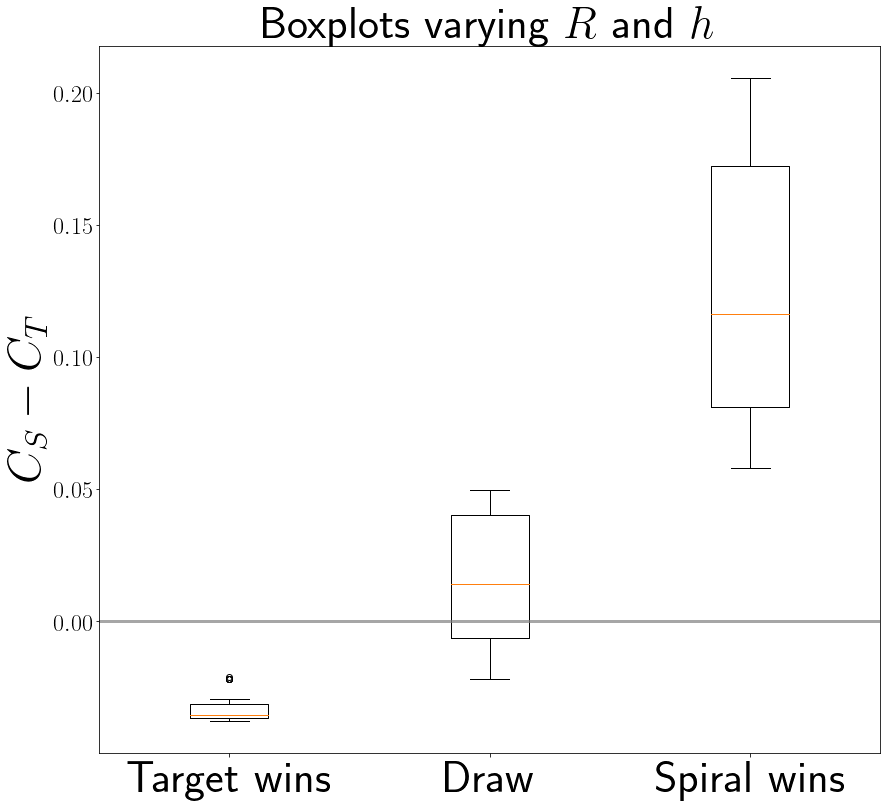 Boxplots varying R and h
C_S − C_T
0.20
0.15
0.10
0.05
0.00
Target wins
Draw
Spiral wins